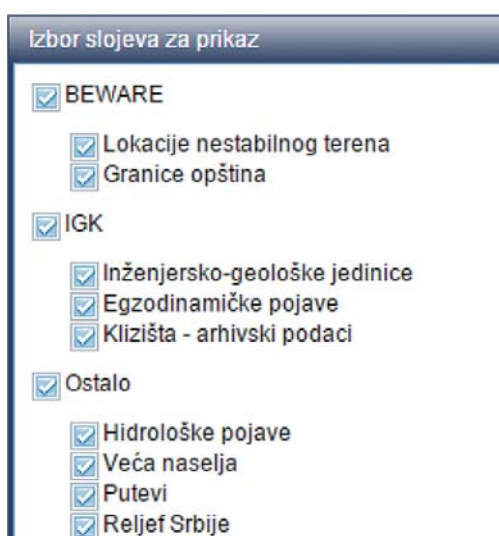 Izbor slojeva za prikaz
BEWARE
Lokacije nestabilnog terena
Granice opština
IGK
Inženjersko-geološke jedinice
Egzodinamičke pojave
Klizišta - arhivski podaci
Ostalo
Hidrološke pojave
Veća naselja
Putevi
Reljef Srbije